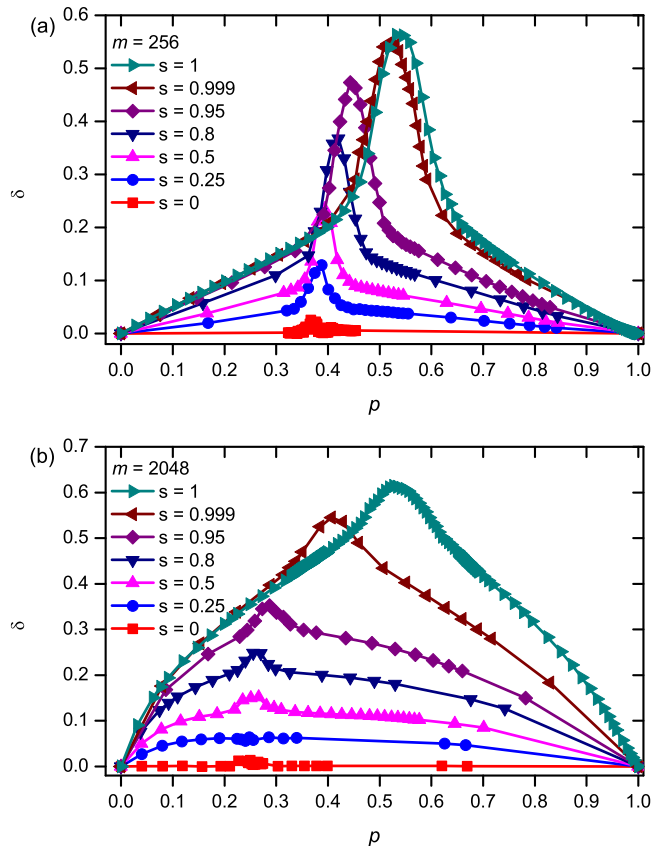 (a)
m = 256
s = 1
s = 0.999
s = 0.95
s = 0.8
s = 0.5
s = 0.25
s = 0
0.6
0.5
0.4
0.3
0.2
0.1
0.0
δ
0.0 0.1 0.2 0.3 0.4 0.5 0.6 0.7 0.8 0.9 1.0
p
(b)
m = 2048
s = 1
s = 0.999
s = 0.95
s = 0.8
s = 0.5
s = 0.25
s = 0
0.7
0.6
0.5
0.4
0.3
0.2
0.1
0.0
δ
0.0 0.1 0.2 0.3 0.4 0.5 0.6 0.7 0.8 0.9 1.0
p